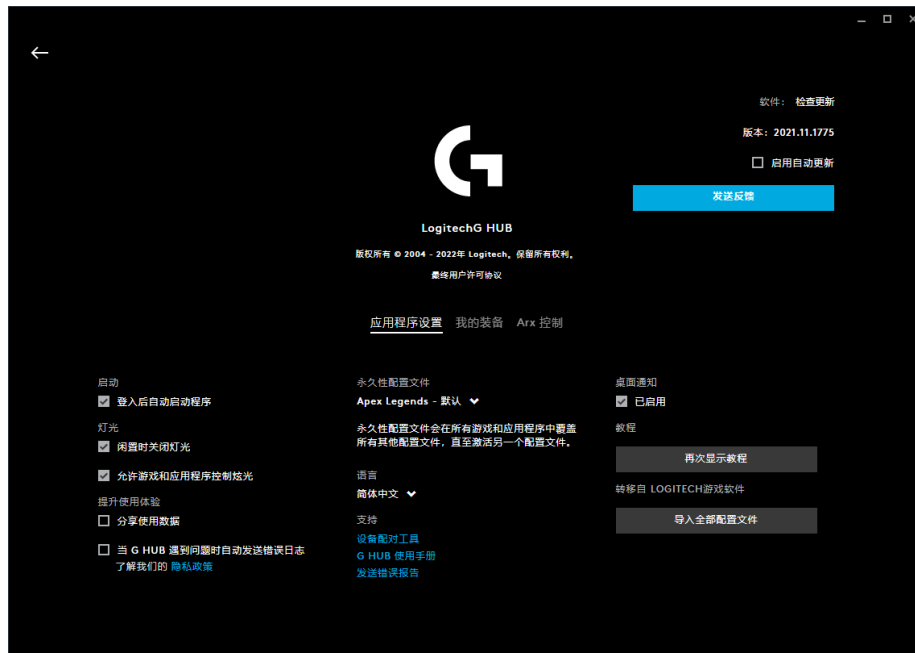 软件： 检查更新
版本：2021.11.1775
启用自动更新
发送反馈
LogitechG HUB
版权所有 © 2004 - 2022年 Logitech。保留所有权利。
最终用户许可协议
应用程序设置 我的装备 Arx 控制
启动
登入后自动启动程序
灯光
闲置时关闭灯光
允许游戏和应用程序控制炫光
提升使用体验
分享使用数据
当 G HUB 遇到问题时自动发送错误日志
了解我们的 隐私政策
永久性配置文件
Apex Legends - 默认
永久性配置文件会在所有游戏和应用程序中覆盖
所有其他配置文件，直至激活另一个配置文件。
语言
简体中文
支持
设备配对工具
G HUB 使用手册
发送错误报告
桌面通知
已启用
教程
再次显示教程
转移自 LOGITECH游戏软件
导入全部配置文件